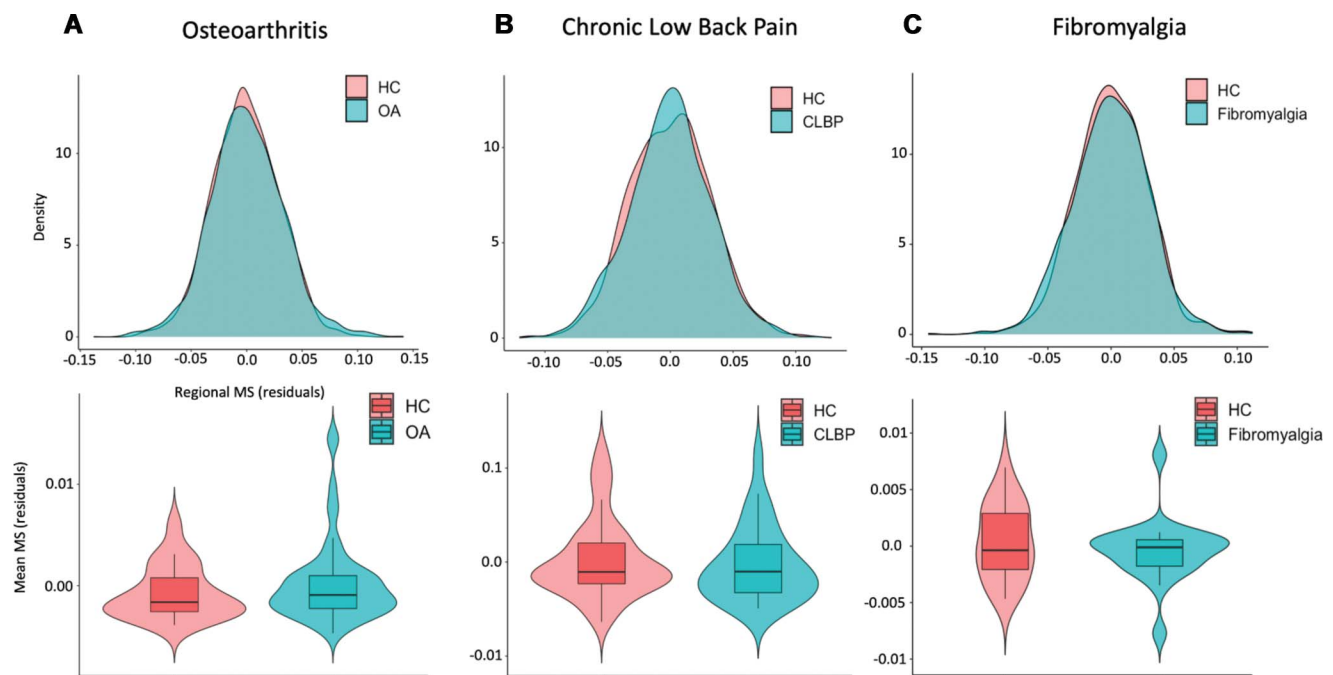 A Osteoarthritis
B Chronic Low Back Pain
C Fibromyalgia
HC
OA
HC
CLBP
HC
Fibromyalgia
Density
10
5
0
10
5
0
10
5
0
-0.15 -0.10 -0.05 0.0 0.05 0.10 0.15
-0.10 -0.05 0.0 0.05 0.10
-0.15 -0.10 -0.05 0.0 0.05 0.10
Regional MS (residuals)
HC
OA
HC
CLBP
HC
Fibromyalgia
Mean MS (residuals)
0.01
0.00
0.1
0.0
-0.01
0.01
0.005
0.0
-0.005
-0.01